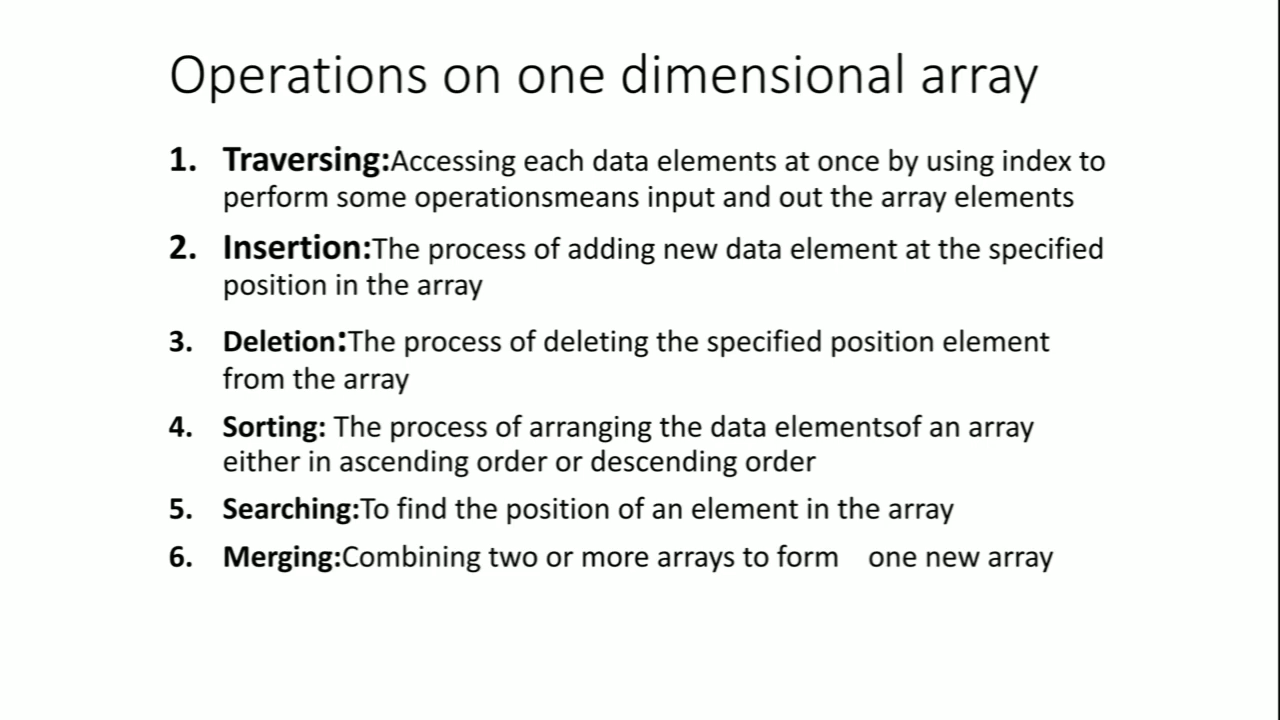 Operations on one dimensional array
1. Traversing:Accessing each data elements at once by using index to
perform some operationsmeans input and out the array elements
2. Insertion:The process of adding new data element at the specified
position in the array
3. Deletion:The process of deleting the specified position element
from the array
4. Sorting: The process of arranging the data elementsof an array
either in ascending order or descending order
5. Searching:To find the position of an element in the array
6. Merging:Combining two or more arrays to form one new array